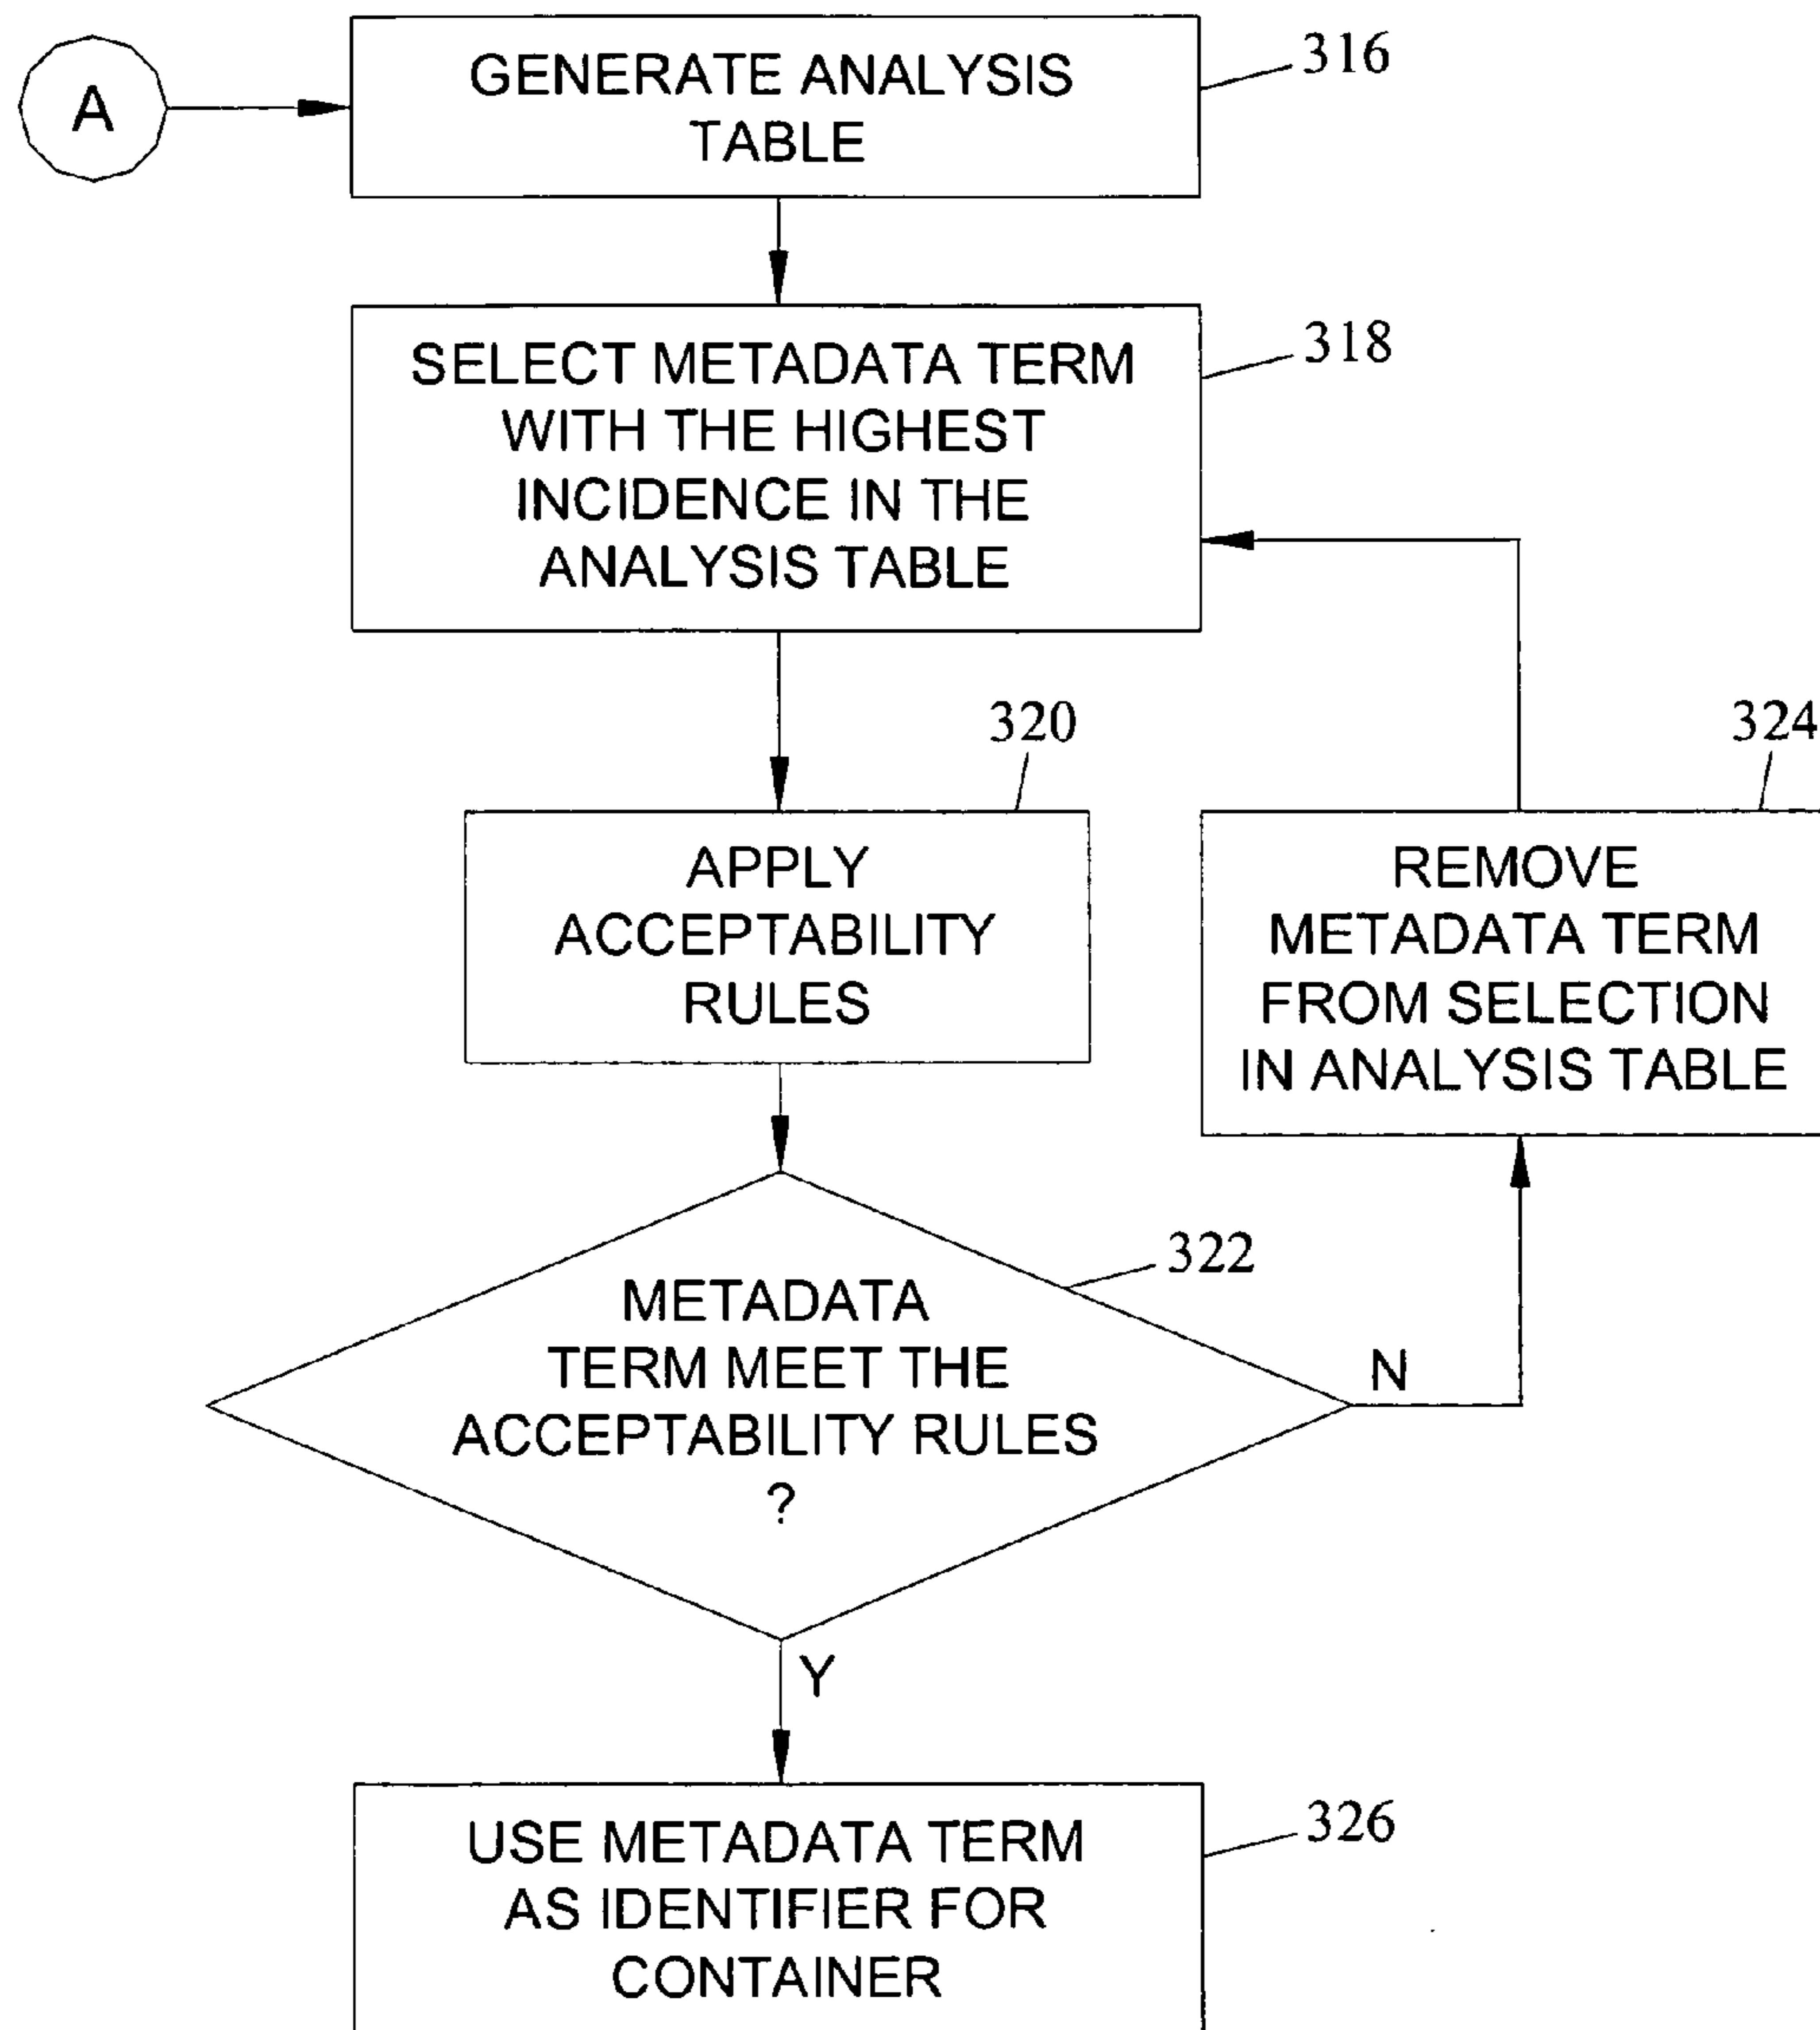 A
GENERATE ANALYSIS
TABLE
316
SELECT METADATA TERM
WITH THE HIGHEST
INCIDENCE IN THE
ANALYSIS TABLE
318
320
APPLY
ACCEPTABILITY
RULES
324
REMOVE
METADATA TERM
FROM SELECTION
IN ANALYSIS TABLE
322
METADATA
TERM MEET THE
ACCEPTABILITY RULES
?
N
Y
USE METADATA TERM
AS IDENTIFIER FOR
CONTAINER
326